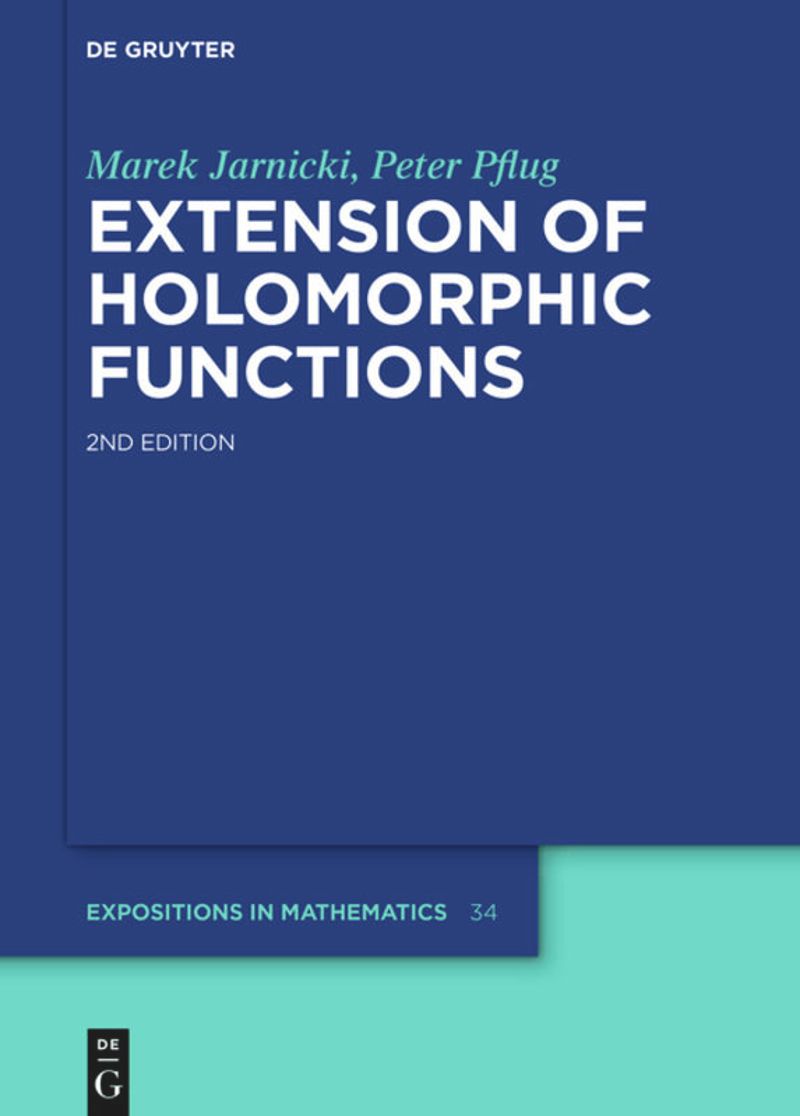 DE GRUYTER
Marek Jarnicki, Peter Pflug
EXTENSION OF
HOLOMORPHIC
FUNCTIONS
2ND EDITION
EXPOSITIONS IN MATHEMATICS 34
DE
G